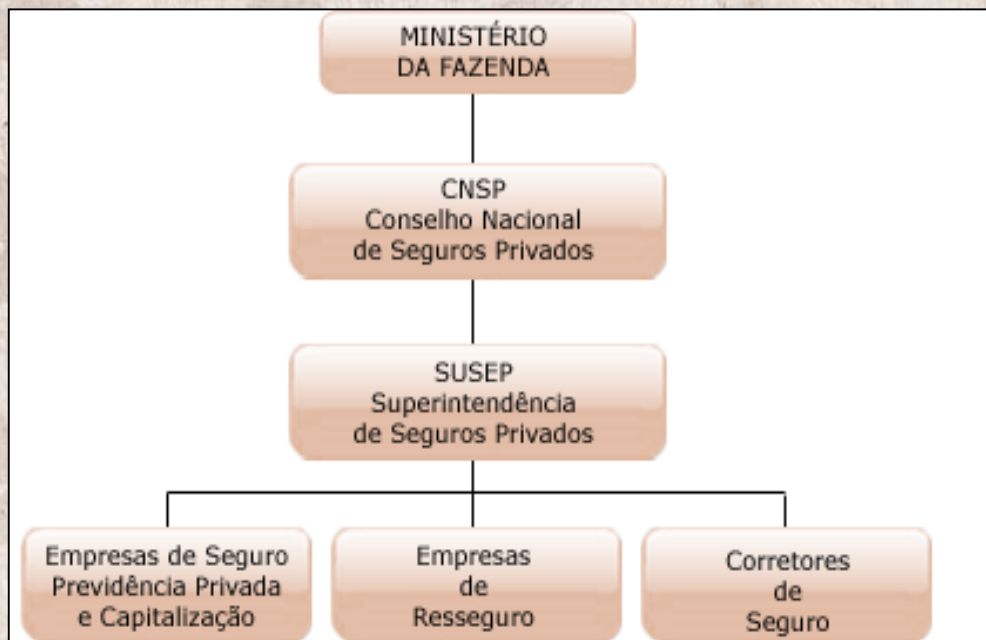 MINISTÉRIO
DA FAZENDA
CNSP
Conselho Nacional
de Seguros Privados
SUSEP
Superintendência
de Seguros Privados
Empresas de Seguro
Previdência Privada
e Capitalização
Empresas
de
Resseguro
Corretores
de
Seguro